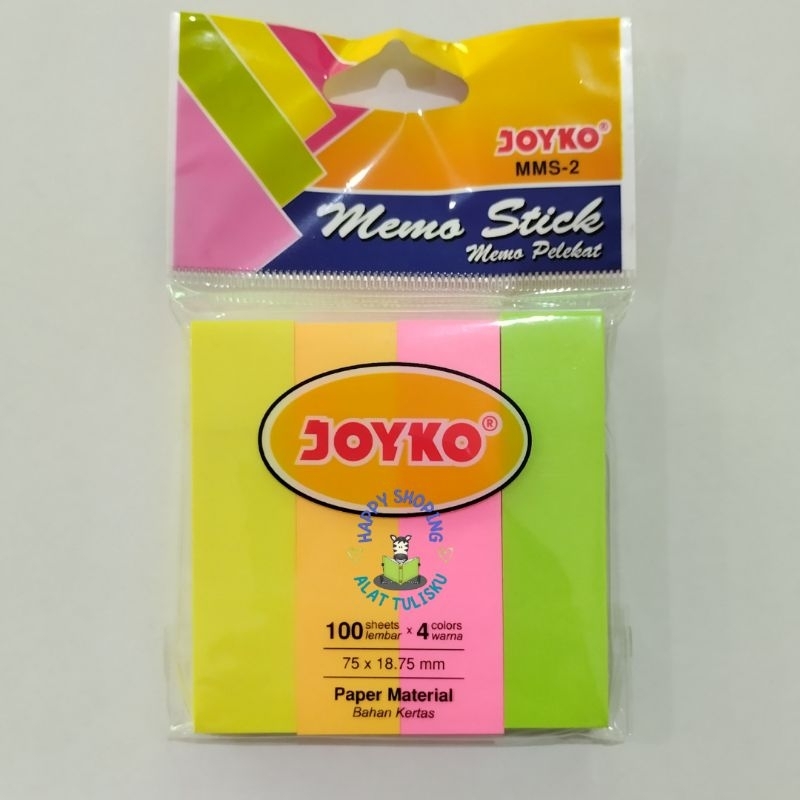 JOYKO®
MMS-2
Memo Stick
Memo Pelekat
JOYKO®
HAPPY SHOPING
ALAT TULISKU
100 sheets lembar x 4 colors warna
75 x 18.75 mm
Paper Material
Bahan Kertas